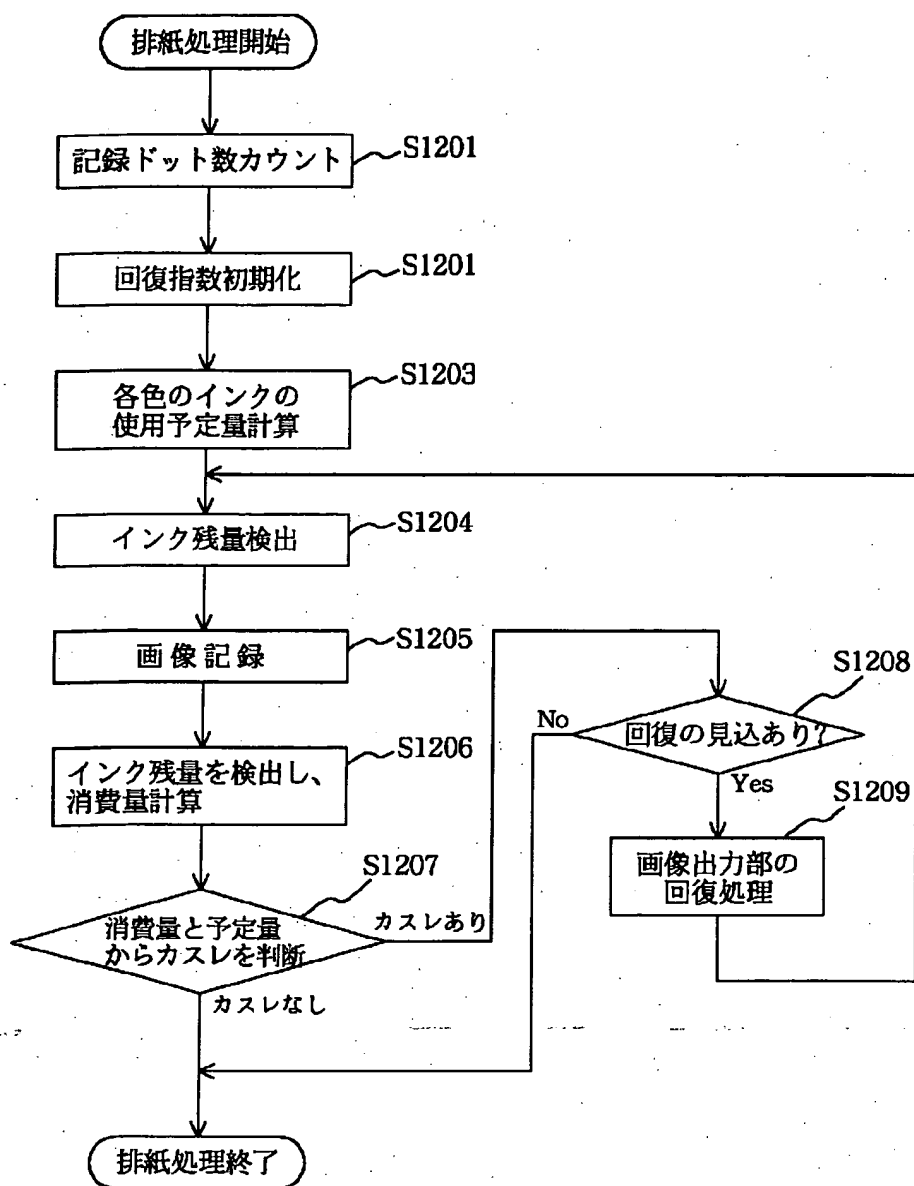 排紙処理開始
記録ドット数カウント
S1201
回復指数初期化
S1201
各色のインクの
使用予定量計算
S1203
インク残量検出
S1204
画像記録
S1205
インク残量を検出し、
消費量計算
S1206
消費量と予定量
からカスレを判断
S1207
カスレあり
カスレなし
回復の見込あり?
S1208
No
Yes
画像出力部の
回復処理
S1209
排紙処理終了